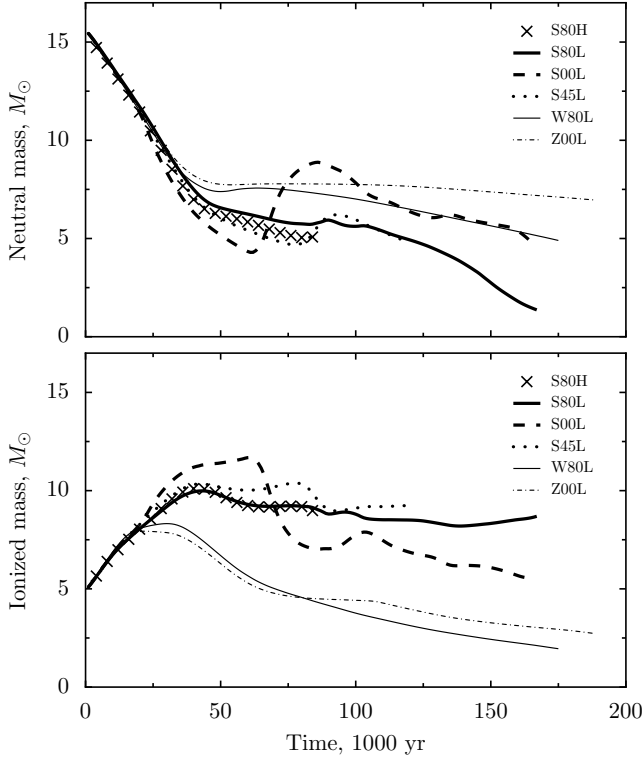 15
10
5
0
Neutral mass, M⊙
S80H
S80L
S00L
S45L
W80L
Z00L
15
10
5
0
Ionized mass, M⊙
S80H
S80L
S00L
S45L
W80L
Z00L
0 50 100 150 200
Time, 1000 yr